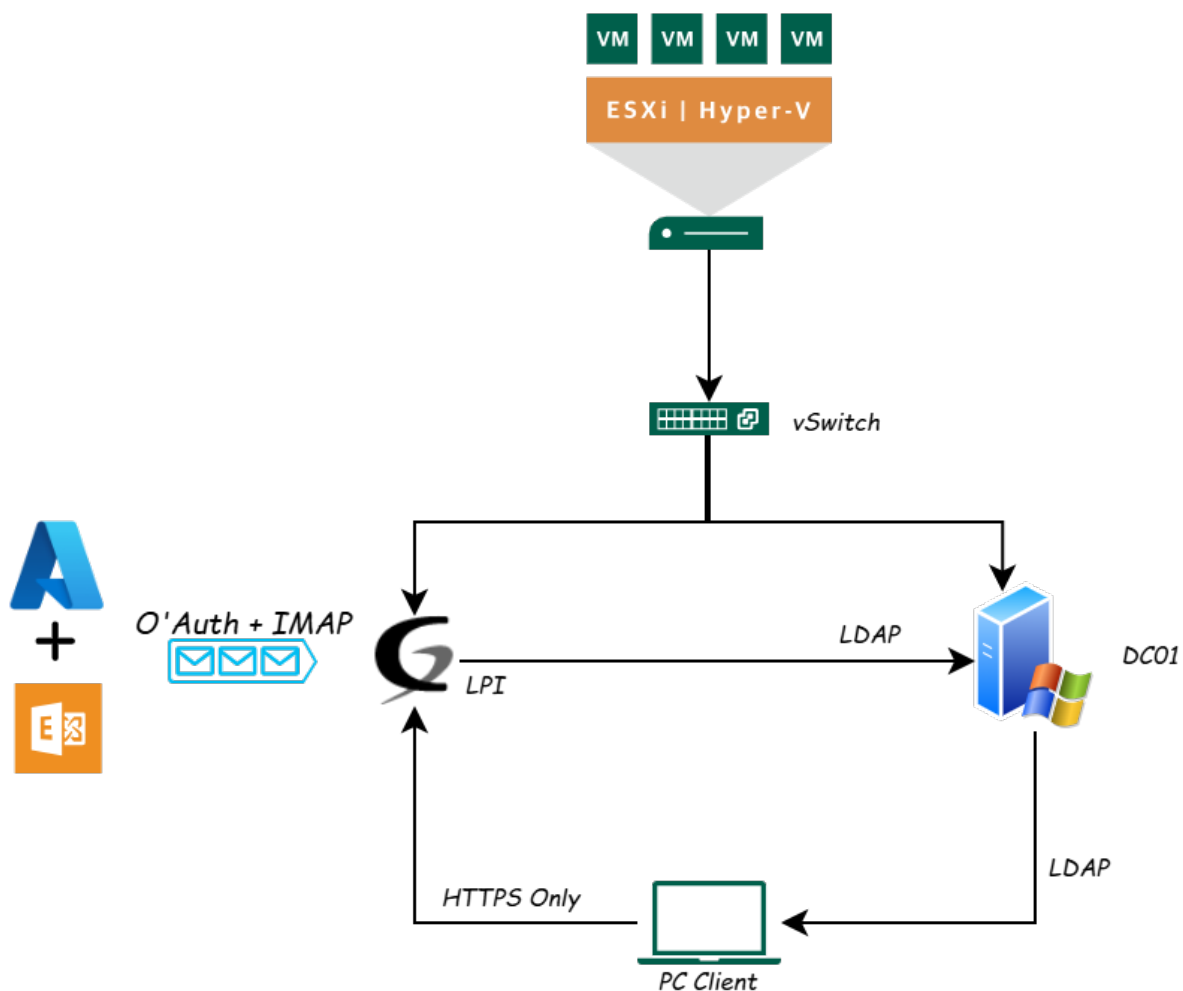 VM VM VM VM
ESXi | Hyper-V
vSwitch
O'Auth + IMAP
LDAP
DC01
LPI
E
LDAP
HTTPS Only
PC Client